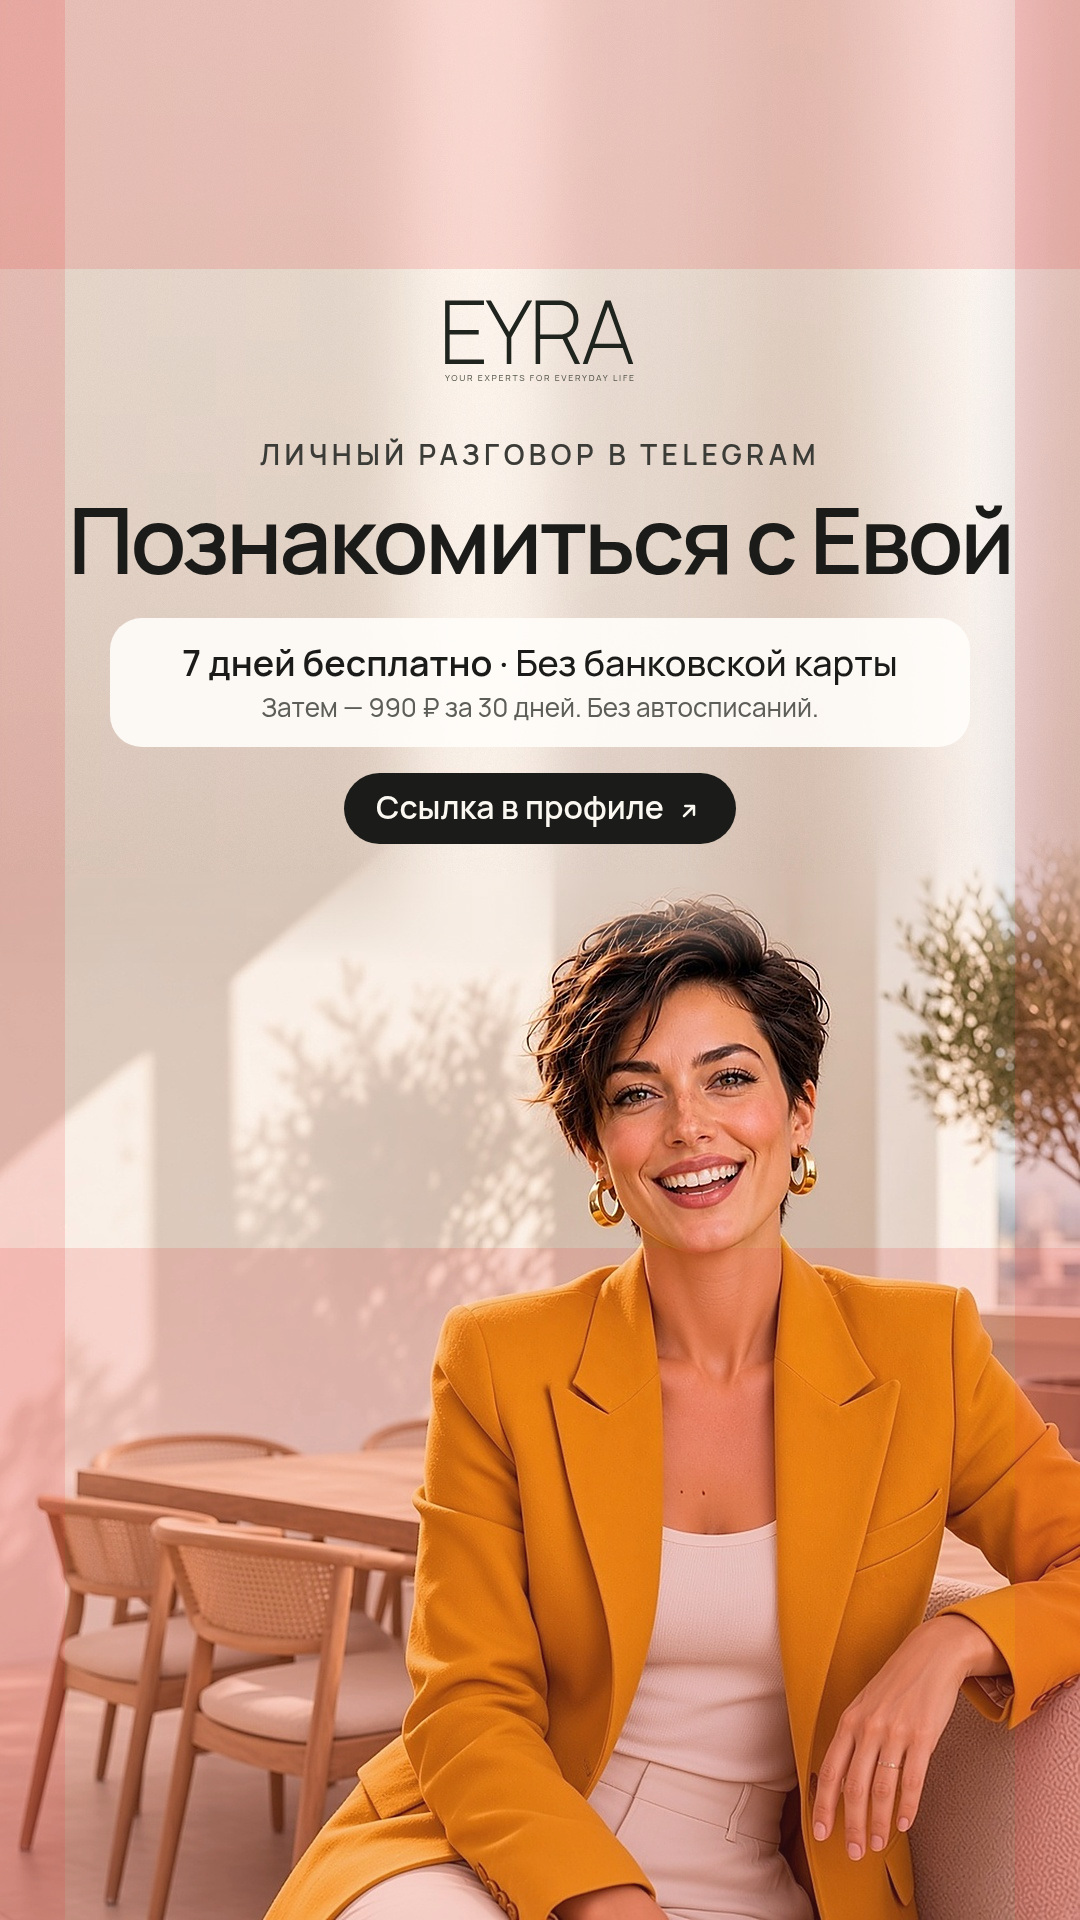 EYRA
YOUR EXPERTS FOR EVERYDAY LIFE
ЛИЧНЫЙ РАЗГОВОР В TELEGRAM
Познакомиться с Евой
7 дней бесплатно · Без банковской карты
Затем — 990 ₽ за 30 дней. Без автосписаний.
Ссылка в профиле ↗